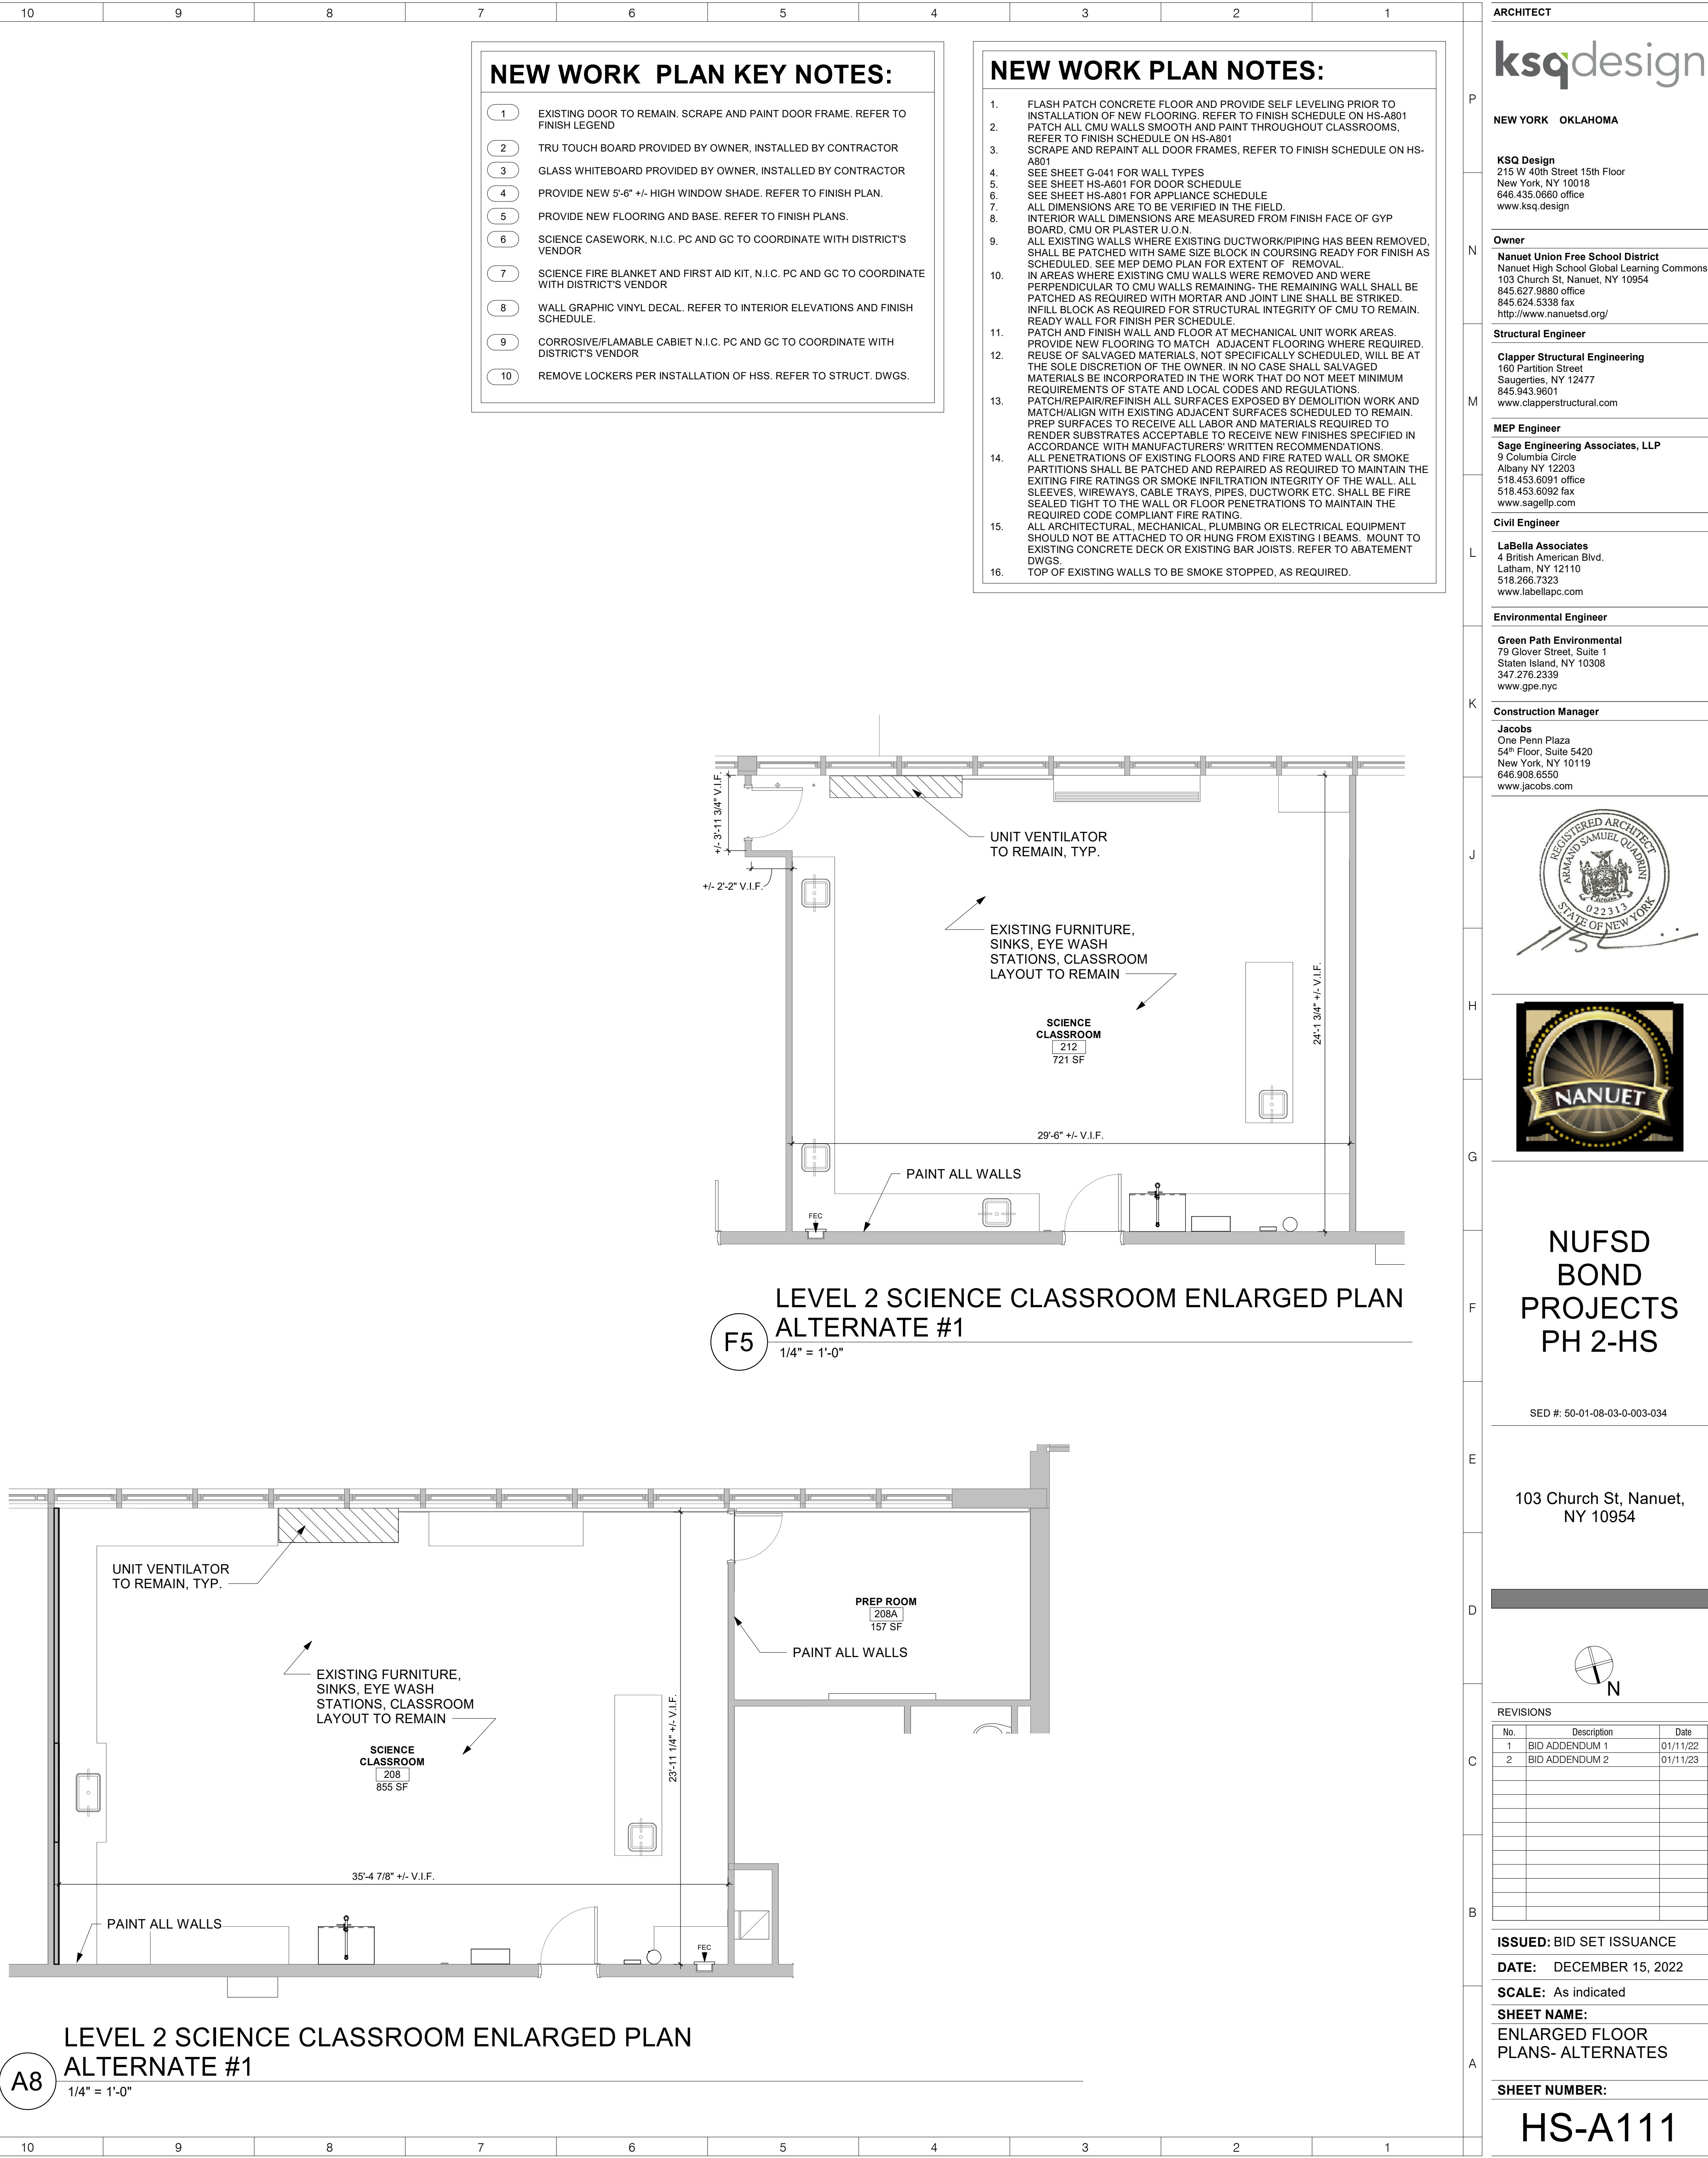 10 9 8 7 6 5 4 3 2 1
NEW WORK PLAN KEY NOTES:
1 EXISTING DOOR TO REMAIN. SCRAPE AND PAINT DOOR FRAME. REFER TO
FINISH LEGEND
2 TRU TOUCH BOARD PROVIDED BY OWNER, INSTALLED BY CONTRACTOR
3 GLASS WHITEBOARD PROVIDED BY OWNER, INSTALLED BY CONTRACTOR
4 PROVIDE NEW 5'-6" +/- HIGH WINDOW SHADE. REFER TO FINISH PLAN.
5 PROVIDE NEW FLOORING AND BASE. REFER TO FINISH PLANS.
6 SCIENCE CASEWORK, N.I.C. PC AND GC TO COORDINATE WITH DISTRICT'S
VENDOR
7 SCIENCE FIRE BLANKET AND FIRST AID KIT, N.I.C. PC AND GC TO COORDINATE
WITH DISTRICT'S VENDOR
8 WALL GRAPHIC VINYL DECAL. REFER TO INTERIOR ELEVATIONS AND FINISH
SCHEDULE.
9 CORROSIVE/FLAMABLE CABIET N.I.C. PC AND GC TO COORDINATE WITH
DISTRICT'S VENDOR
10 REMOVE LOCKERS PER INSTALLATION OF HSS. REFER TO STRUCT. DWGS.
NEW WORK PLAN NOTES:
1. FLASH PATCH CONCRETE FLOOR AND PROVIDE SELF LEVELING PRIOR TO
INSTALLATION OF NEW FLOORING. REFER TO FINISH SCHEDULE ON HS-A801
2. PATCH ALL CMU WALLS SMOOTH AND PAINT THROUGHOUT CLASSROOMS,
REFER TO FINISH SCHEDULE ON HS-A801
3. SCRAPE AND REPAINT ALL DOOR FRAMES, REFER TO FINISH SCHEDULE ON HS-
A801
4. SEE SHEET G-041 FOR WALL TYPES
5. SEE SHEET HS-A601 FOR DOOR SCHEDULE
6. SEE SHEET HS-A801 FOR APPLIANCE SCHEDULE
7. ALL DIMENSIONS ARE TO BE VERIFIED IN THE FIELD.
8. INTERIOR WALL DIMENSIONS ARE MEASURED FROM FINISH FACE OF GYP
BOARD, CMU OR PLASTER U.O.N.
9. ALL EXISTING WALLS WHERE EXISTING DUCTWORK/PIPING HAS BEEN REMOVED,
SHALL BE PATCHED WITH SAME SIZE BLOCK IN COURSING READY FOR FINISH AS
SCHEDULED. SEE MEP DEMO PLAN FOR EXTENT OF REMOVAL.
10. IN AREAS WHERE EXISTING CMU WALLS WERE REMOVED AND WERE
PERPENDICULAR TO CMU WALLS REMAINING- THE REMAINING WALL SHALL BE
PATCHED AS REQUIRED WITH MORTAR AND JOINT LINE SHALL BE STRIKED.
INFILL BLOCK AS REQUIRED FOR STRUCTURAL INTEGRITY OF CMU TO REMAIN.
READY WALL FOR FINISH PER SCHEDULE.
11. PATCH AND FINISH WALL AND FLOOR AT MECHANICAL UNIT WORK AREAS.
PROVIDE NEW FLOORING TO MATCH ADJACENT FLOORING WHERE REQUIRED.
12. REUSE OF SALVAGED MATERIALS, NOT SPECIFICALLY SCHEDULED, WILL BE AT
THE SOLE DISCRETION OF THE OWNER. IN NO CASE SHALL SALVAGED
MATERIALS BE INCORPORATED IN THE WORK THAT DO NOT MEET MINIMUM
REQUIREMENTS OF STATE AND LOCAL CODES AND REGULATIONS.
13. PATCH/REPAIR/REFINISH ALL SURFACES EXPOSED BY DEMOLITION WORK AND
MATCH/ALIGN WITH EXISTING ADJACENT SURFACES SCHEDULED TO REMAIN.
PREP SURFACES TO RECEIVE ALL LABOR AND MATERIALS REQUIRED TO
RENDER SUBSTRATES ACCEPTABLE TO RECEIVE NEW FINISHES SPECIFIED IN
ACCORDANCE WITH MANUFACTURERS' WRITTEN RECOMMENDATIONS.
14. ALL PENETRATIONS OF EXISTING FLOORS AND FIRE RATED WALL OR SMOKE
PARTITIONS SHALL BE PATCHED AND REPAIRED AS REQUIRED TO MAINTAIN THE
EXITING FIRE RATINGS OR SMOKE INFILTRATION INTEGRITY OF THE WALL. ALL
SLEEVES, WIREWAYS, CABLE TRAYS, PIPES, DUCTWORK ETC. SHALL BE FIRE
SEALED TIGHT TO THE WALL OR FLOOR PENETRATIONS TO MAINTAIN THE
REQUIRED CODE COMPLIANT FIRE RATING.
15. ALL ARCHITECTURAL, MECHANICAL, PLUMBING OR ELECTRICAL EQUIPMENT
SHOULD NOT BE ATTACHED TO OR HUNG FROM EXISTING I BEAMS. MOUNT TO
EXISTING CONCRETE DECK OR EXISTING BAR JOISTS. REFER TO ABATEMENT
DWGS.
16. TOP OF EXISTING WALLS TO BE SMOKE STOPPED, AS REQUIRED.
+/- 3'-11 3/4" V.I.F.
+/- 2'-2" V.I.F.
UNIT VENTILATOR
TO REMAIN, TYP.
EXISTING FURNITURE,
SINKS, EYE WASH
STATIONS, CLASSROOM
LAYOUT TO REMAIN
SCIENCE
CLASSROOM
212
721 SF
24'-1 3/4" +/- V.I.F.
29'-6" +/- V.I.F.
PAINT ALL WALLS
FEC
F5
LEVEL 2 SCIENCE CLASSROOM ENLARGED PLAN
ALTERNATE #1
1/4" = 1'-0"
UNIT VENTILATOR
TO REMAIN, TYP.
EXISTING FURNITURE,
SINKS, EYE WASH
STATIONS, CLASSROOM
LAYOUT TO REMAIN
SCIENCE
CLASSROOM
208
855 SF
23'-11 1/4" +/- V.I.F.
35'-4 7/8" +/- V.I.F.
PAINT ALL WALLS
FEC
PREP ROOM
208A
157 SF
PAINT ALL WALLS
A8
LEVEL 2 SCIENCE CLASSROOM ENLARGED PLAN
ALTERNATE #1
1/4" = 1'-0"
10 9 8 7 6 5 4 3 2 1
P
N
M
L
K
J
H
G
F
E
D
C
B
A
ARCHITECT
ksqdesign
NEW YORK OKLAHOMA
KSQ Design
215 W 40th Street 15th Floor
New York, NY 10018
646.435.0660 office
www.ksq.design
Owner
Nanuet Union Free School District
Nanuet High School Global Learning Commons
103 Church St, Nanuet, NY 10954
845.627.9880 office
845.624.5338 fax
http://www.nanuetsd.org/
Structural Engineer
Clapper Structural Engineering
160 Partition Street
Saugerties, NY 12477
845.943.9601
www.clapperstructural.com
MEP Engineer
Sage Engineering Associates, LLP
9 Columbia Circle
Albany NY 12203
518.453.6091 office
518.453.6092 fax
www.sagellp.com
Civil Engineer
LaBella Associates
4 British American Blvd.
Latham, NY 12110
518.266.7323
www.labellapc.com
Environmental Engineer
Green Path Environmental
79 Glover Street, Suite 1
Staten Island, NY 10308
347.276.2339
www.gpe.nyc
Construction Manager
Jacobs
One Penn Plaza
54th Floor, Suite 5420
New York, NY 10119
646.908.6550
www.jacobs.com
REGISTERED ARCHITECT
ARMAND SAMUEL QUADRINI
022313
STATE OF NEW YORK
NANUET
NUFSD
BOND
PROJECTS
PH 2-HS
SED #: 50-01-08-03-0-003-034
103 Church St, Nanuet,
NY 10954
N
REVISIONS
No. Description Date
1 BID ADDENDUM 1 01/11/22
2 BID ADDENDUM 2 01/11/23
ISSUED: BID SET ISSUANCE
DATE: DECEMBER 15, 2022
SCALE: As indicated
SHEET NAME:
ENLARGED FLOOR
PLANS- ALTERNATES
SHEET NUMBER:
HS-A111